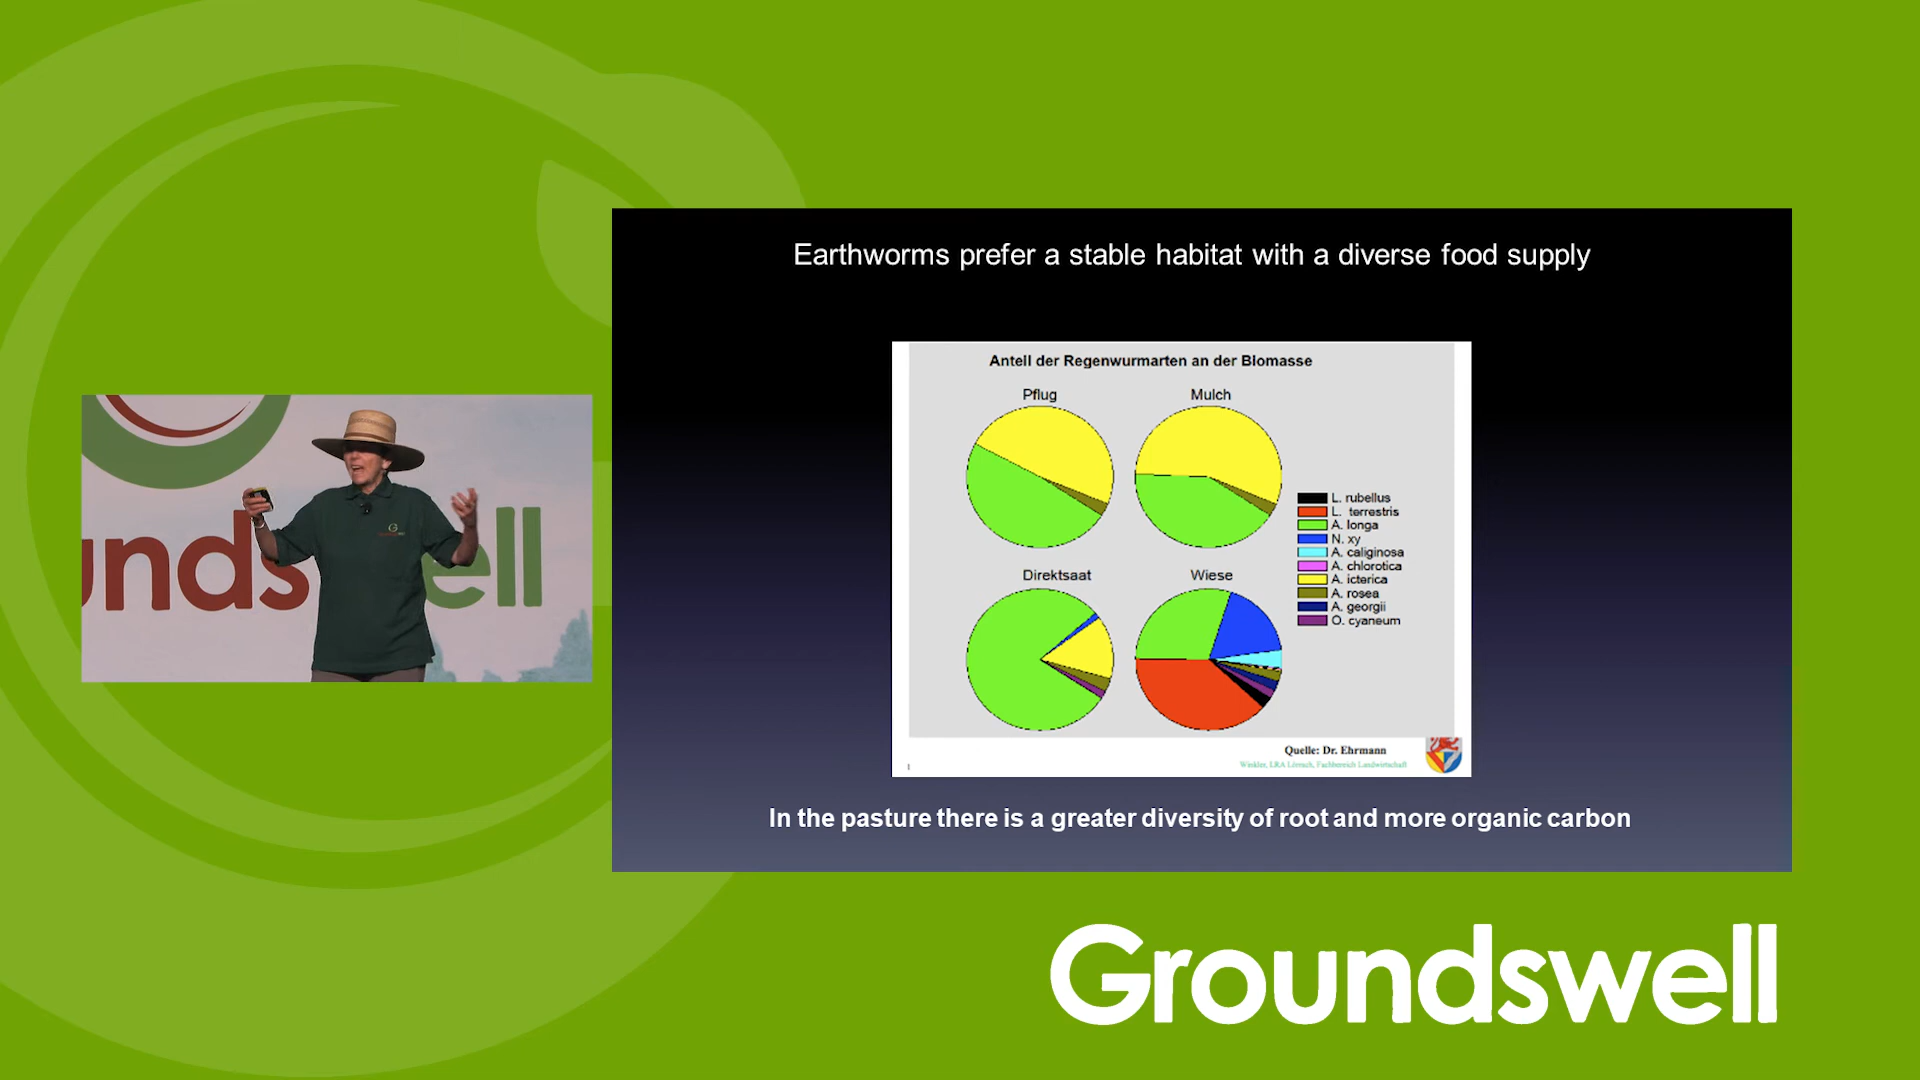 Earthworms prefer a stable habitat with a diverse food supply
Anteil der Regenwurmarten an der Biomasse
Pflug
Mulch
Direktsaat
Wiese
L. rubellus
L. terrestris
A. longa
N. xy
A. caliginosa
A. chlorotica
A. icterica
A. rosea
A. georgii
O. cyaneum
Quelle: Dr. Ehrmann
Winkler, LRA Lörrach, Fachbereich Landwirtschaft
1
In the pasture there is a greater diversity of root and more organic carbon
undswell
Groundswell